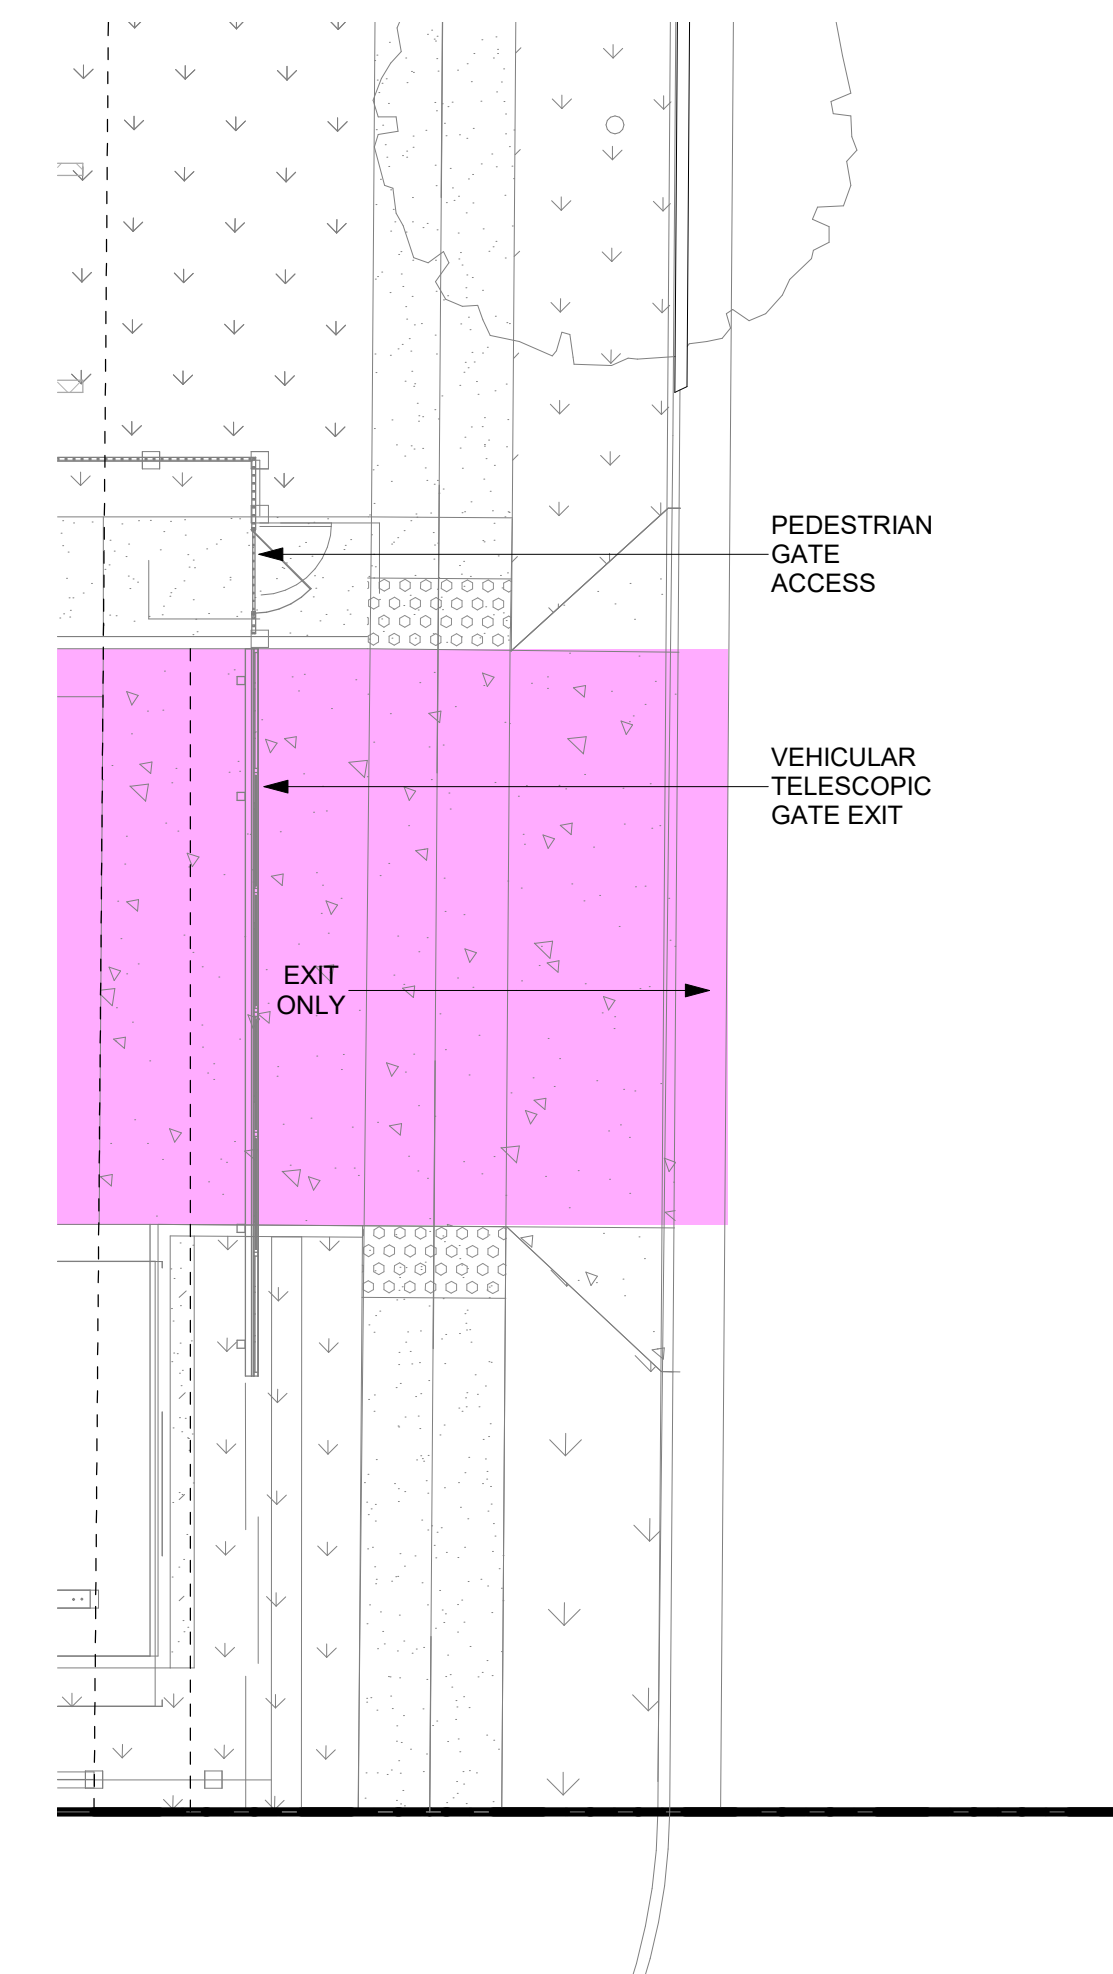 PEDESTRIAN
GATE
ACCESS
VEHICULAR
TELESCOPIC
GATE EXIT
EXIT
ONLY